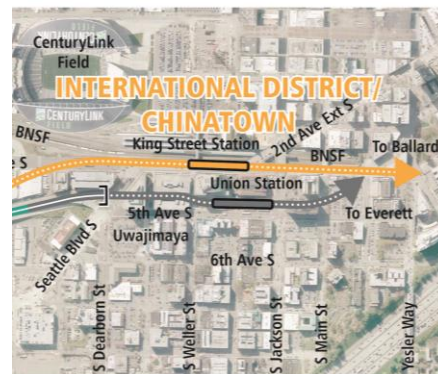 CenturyLink
Field
CENTURYLINK
FIELD
INTERNATIONAL DISTRICT/
CHINATOWN
BNSF
King Street Station
2nd Ave Ext S
BNSF
To Ballard
e S
Union Station
5th Ave S
To Everett
Uwajimaya
Seattle Blvd S
6th Ave S
S Dearborn St
S Weller St
S Jackson St
S Main St
Yesler Way